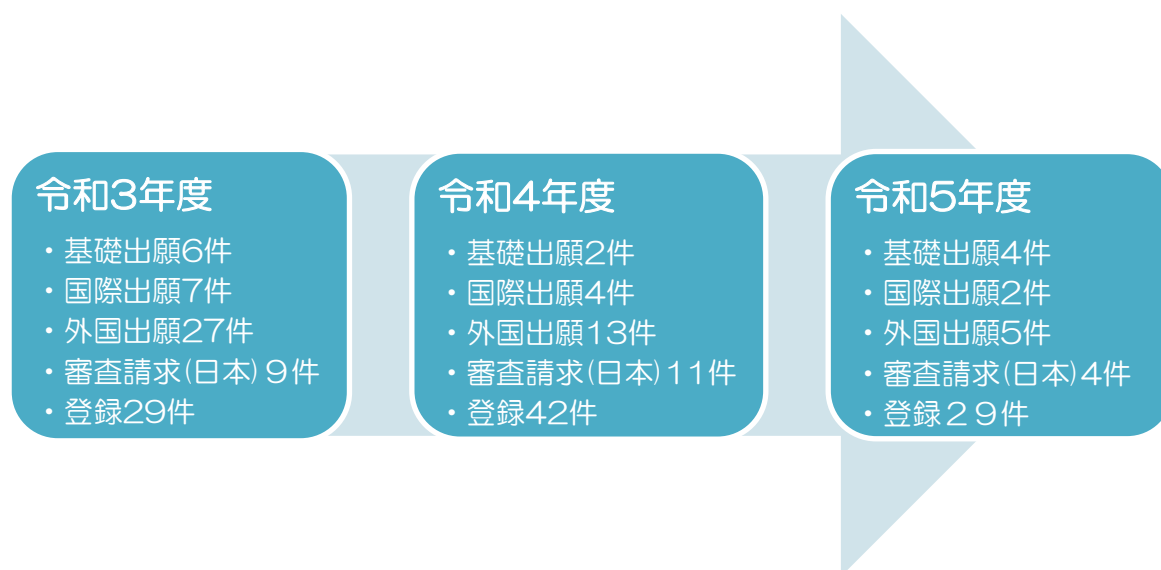 令和3年度
・基礎出願6件
・国際出願7件
・外国出願27件
・審査請求(日本)９件
・登録29件
令和4年度
・基礎出願2件
・国際出願4件
・外国出願13件
・審査請求(日本)11件
・登録42件
令和5年度
・基礎出願4件
・国際出願2件
・外国出願5件
・審査請求(日本)4件
・登録２９件